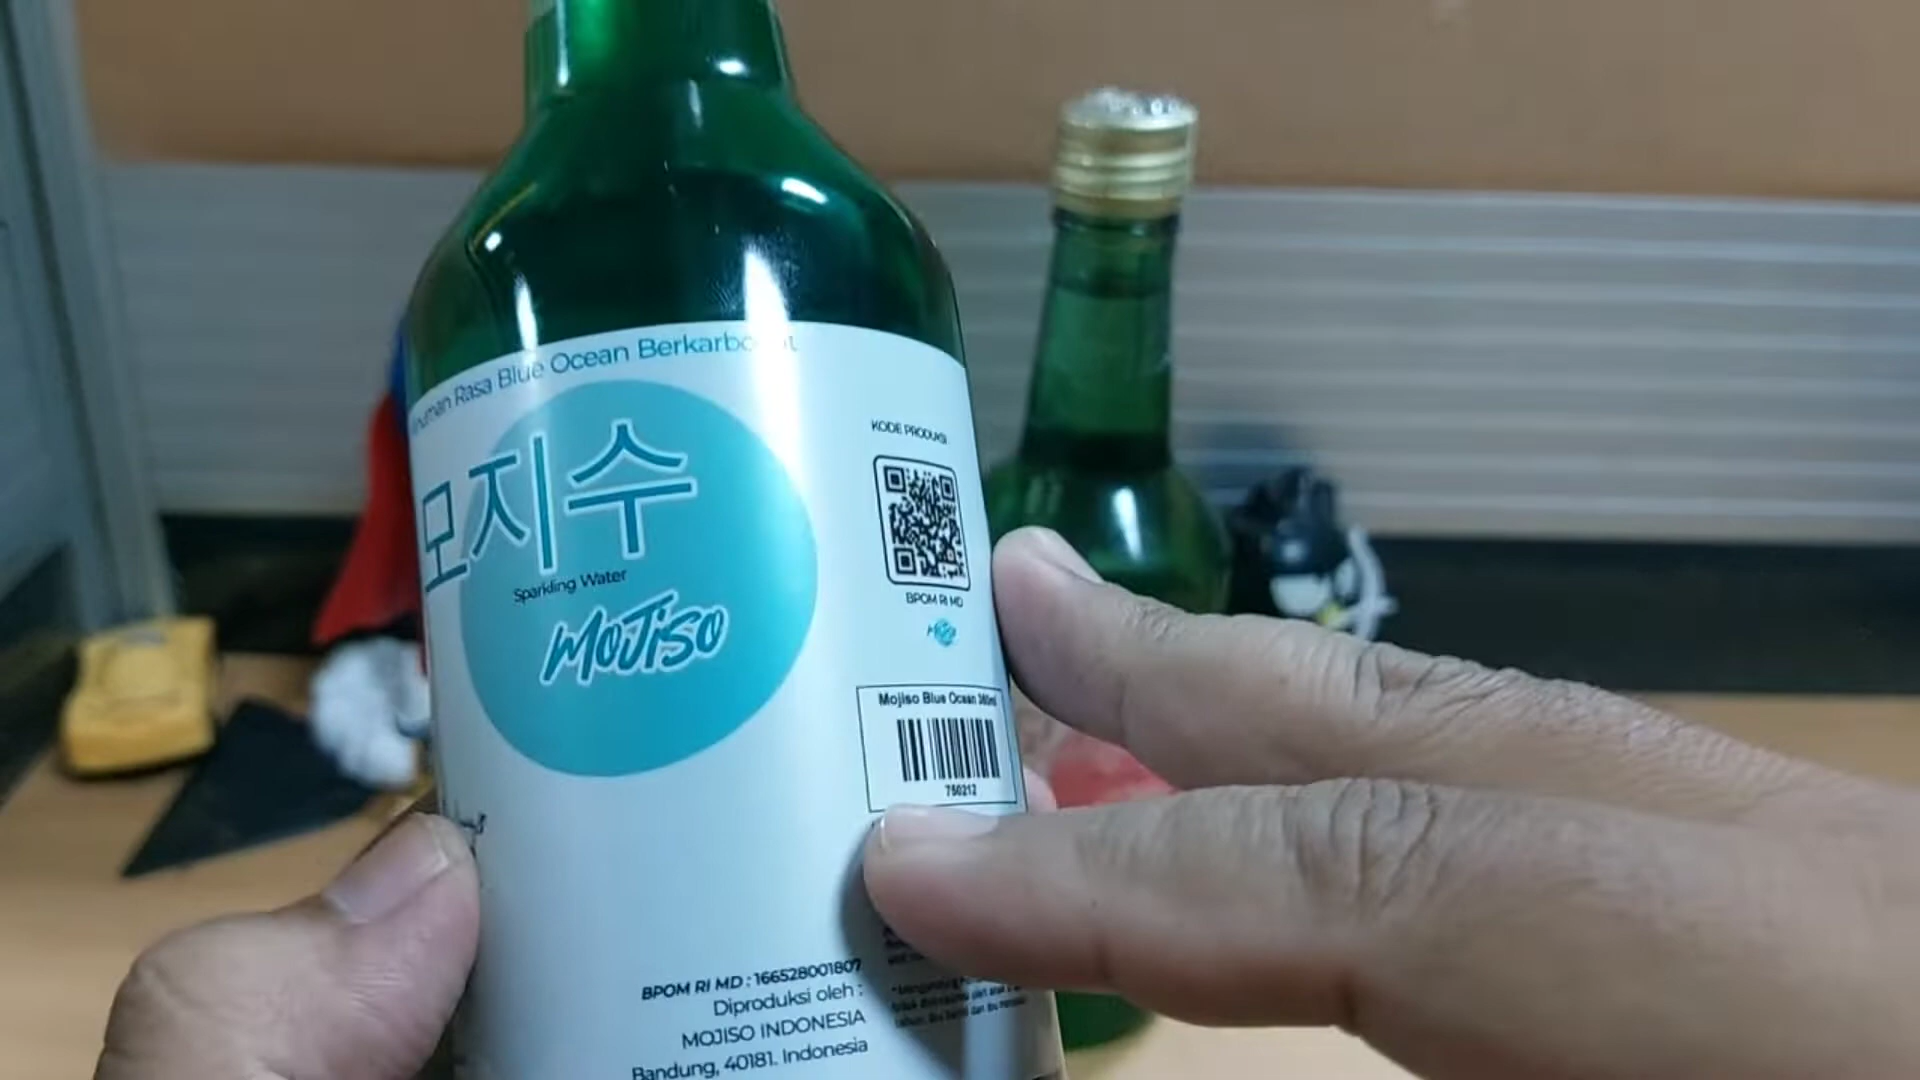 Rasa Blue Ocean
모지수
Sparkling Water
MOJISO
KODE PRODUKSI
BPOM RI MD
Mojiso Blue Ocean 360ml
750212
BPOM RI MD : 166528001807
Diproduksi oleh :
MOJISO INDONESIA
Bandung, 40181. Indonesia